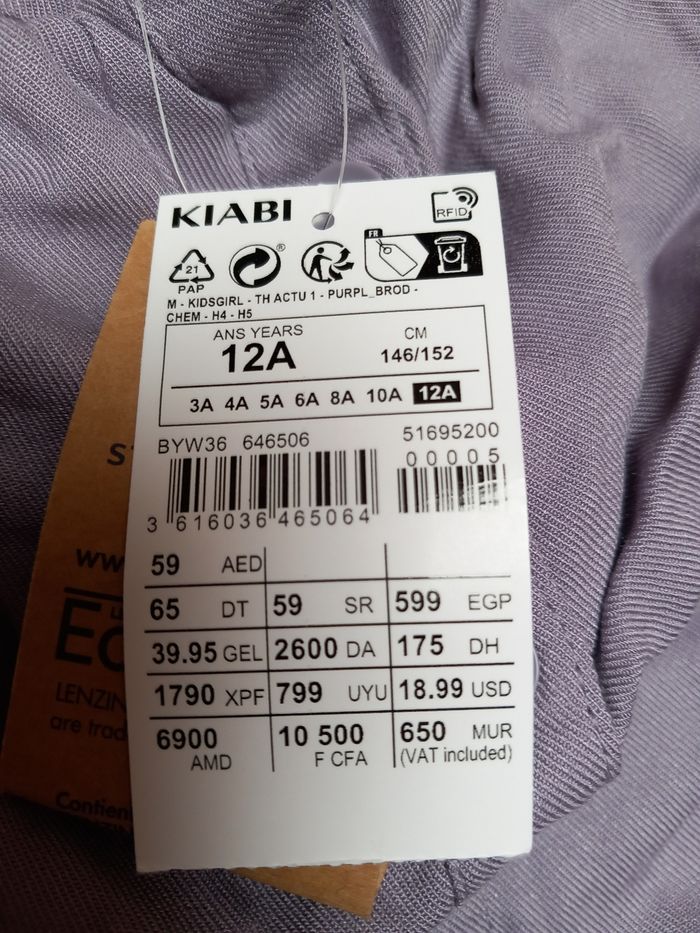 KIABI
RFID
FR
21
PAP
M - KIDSGIRL - TH ACTU 1 - PURPL_BROD -
CHEM - H4 - H5
ANS YEARS CM
12A 146/152
3A 4A 5A 6A 8A 10A 12A
BYW36 646506 51695200
00005
3 616036 465064
59 AED
65 DT 59 SR 599 EGP
39.95 GEL 2600 DA 175 DH
1790 XPF 799 UYU 18.99 USD
6900 AMD 10 500 F CFA 650 MUR
(VAT included)
ww
LENZIN
are trad
Contien